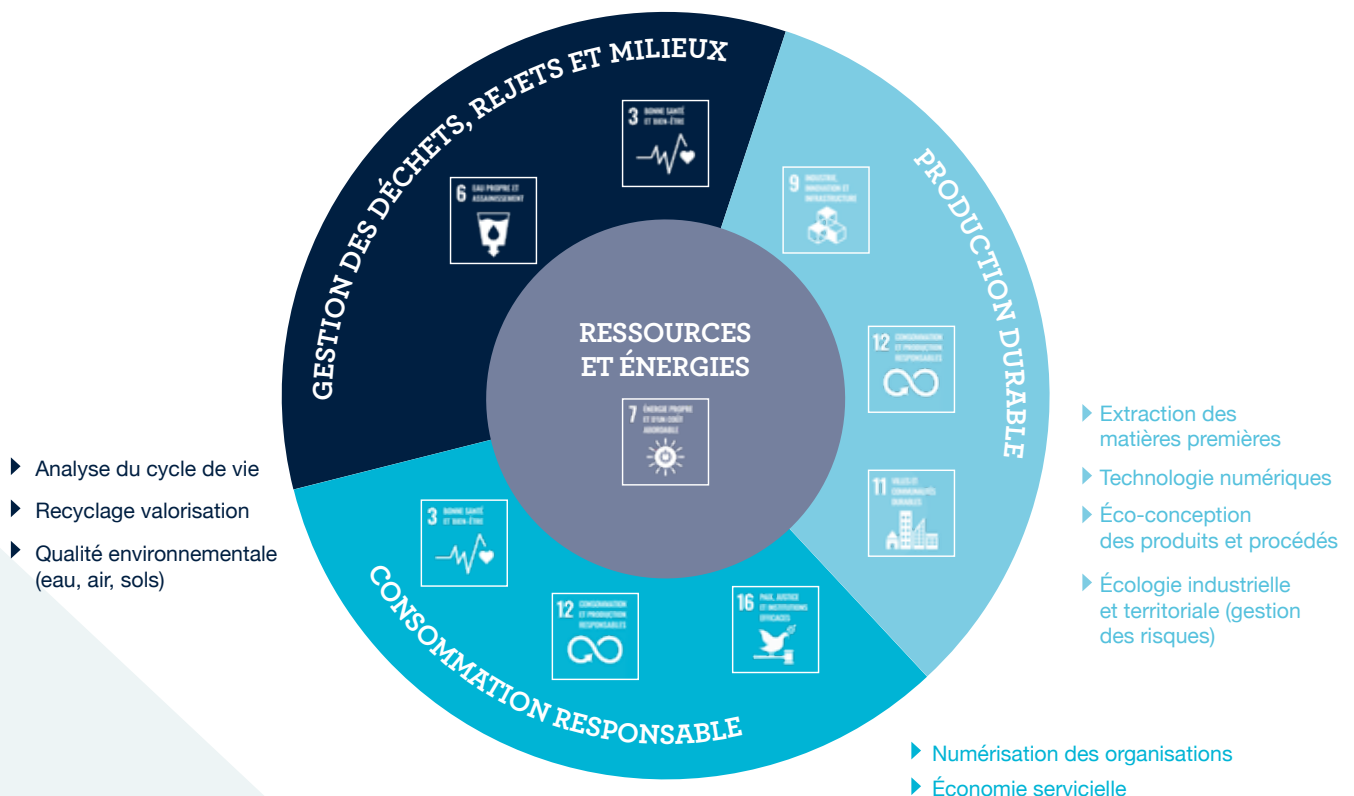 GESTION DES DÉCHETS, REJETS ET MILIEUX
3 BONNE SANTÉ
ET BIEN-ÊTRE
6 EAU PROPRE ET
ASSAINISSEMENT
PRODUCTION DURABLE
9 INDUSTRIE,
INNOVATION ET
INFRASTRUCTURE
12 CONSOMMATION
ET PRODUCTION
RESPONSABLES
11 VILLES ET
COMMUNAUTÉS
DURABLES
RESSOURCES
ET ÉNERGIES
7 ÉNERGIE PROPRE
ET D'UN COÛT
ABORDABLE
CONSOMMATION RESPONSABLE
3 BONNE SANTÉ
ET BIEN-ÊTRE
12 CONSOMMATION
ET PRODUCTION
RESPONSABLES
16 PAIX, JUSTICE
ET INSTITUTIONS
EFFICACES
Analyse du cycle de vie
Recyclage valorisation
Qualité environnementale
(eau, air, sols)
Extraction des
matières premières
Technologie numériques
Éco-conception
des produits et procédés
Écologie industrielle
et territoriale (gestion
des risques)
Numérisation des organisations
Économie servicielle